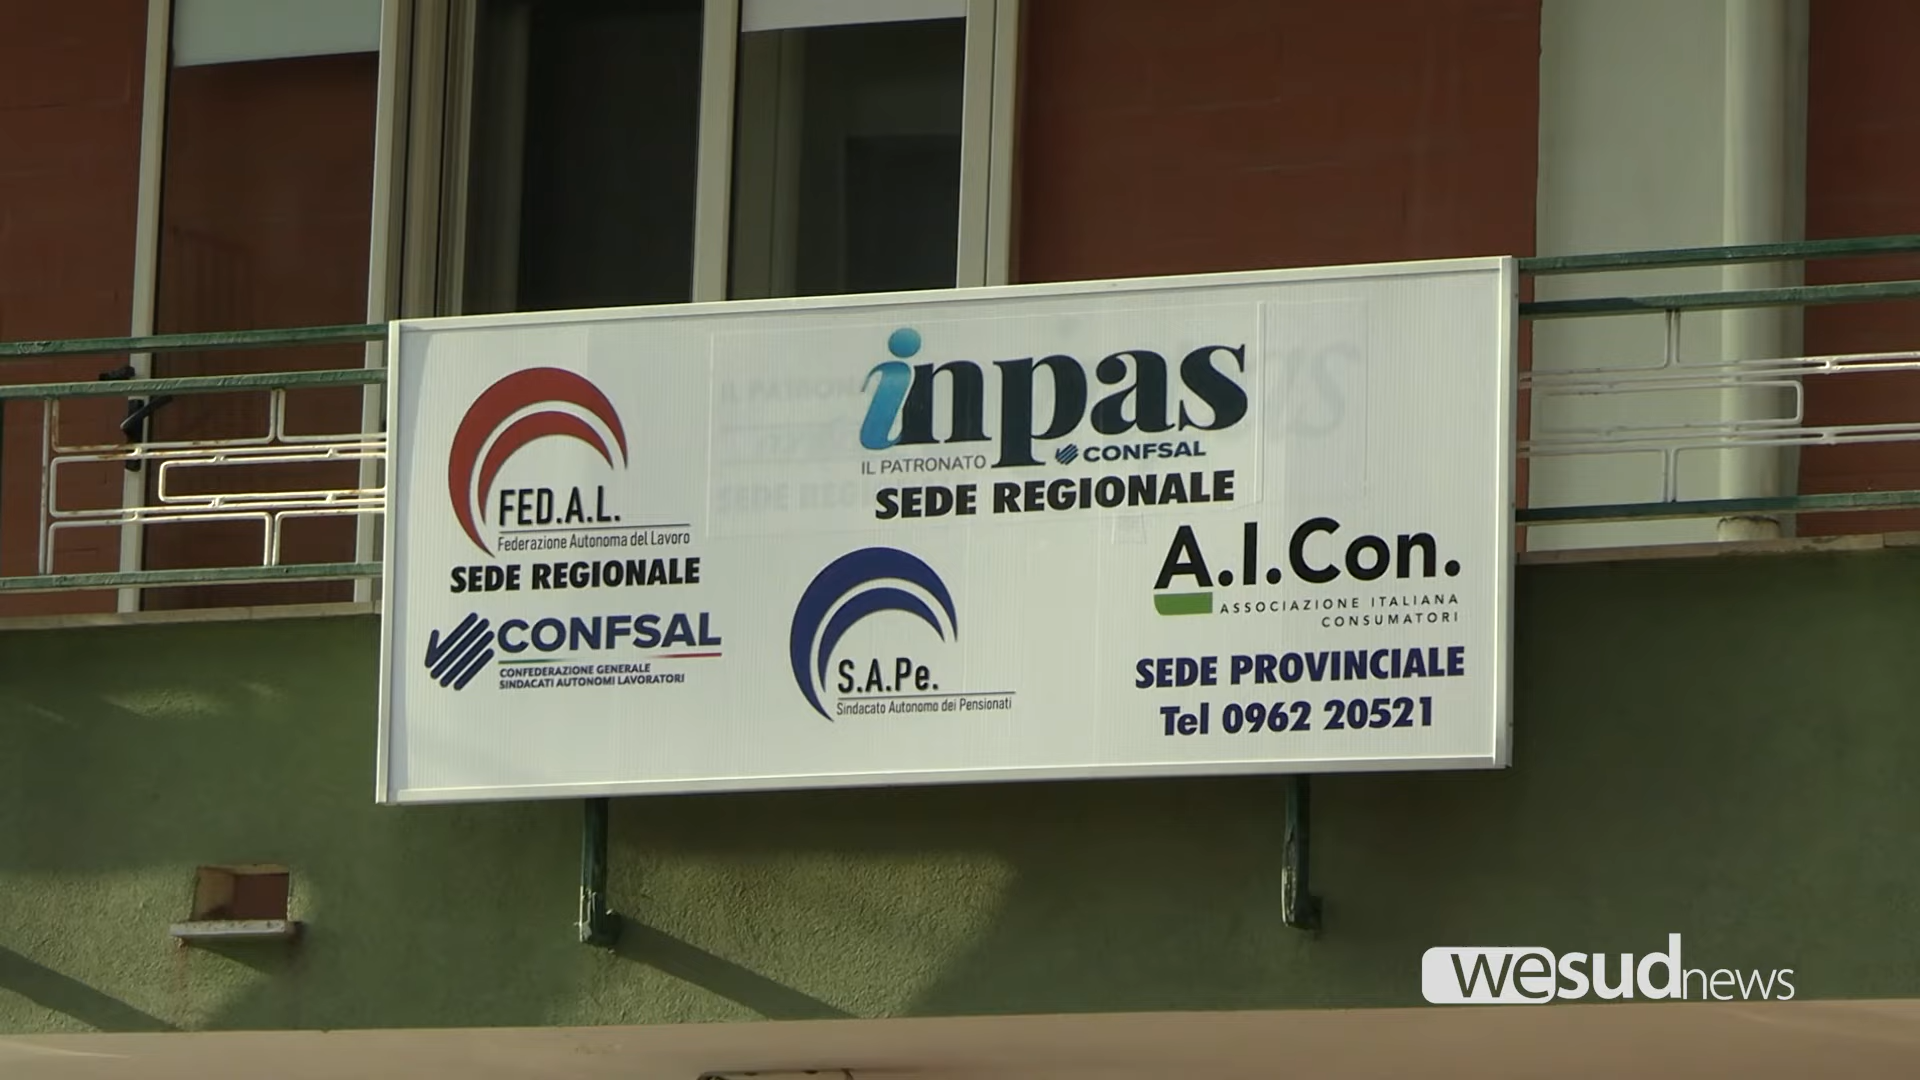 FED.A.L.
Federazione Autonoma del Lavoro
SEDE REGIONALE
CONFSAL
CONFEDERAZIONE GENERALE
SINDACATI AUTONOMI LAVORATORI
inpas
IL PATRONATO CONFSAL
SEDE REGIONALE
S.A.Pe.
Sindacato Autonomo dei Pensionati
A.I.Con.
ASSOCIAZIONE ITALIANA
CONSUMATORI
SEDE PROVINCIALE
Tel 0962 20521
wesudnews